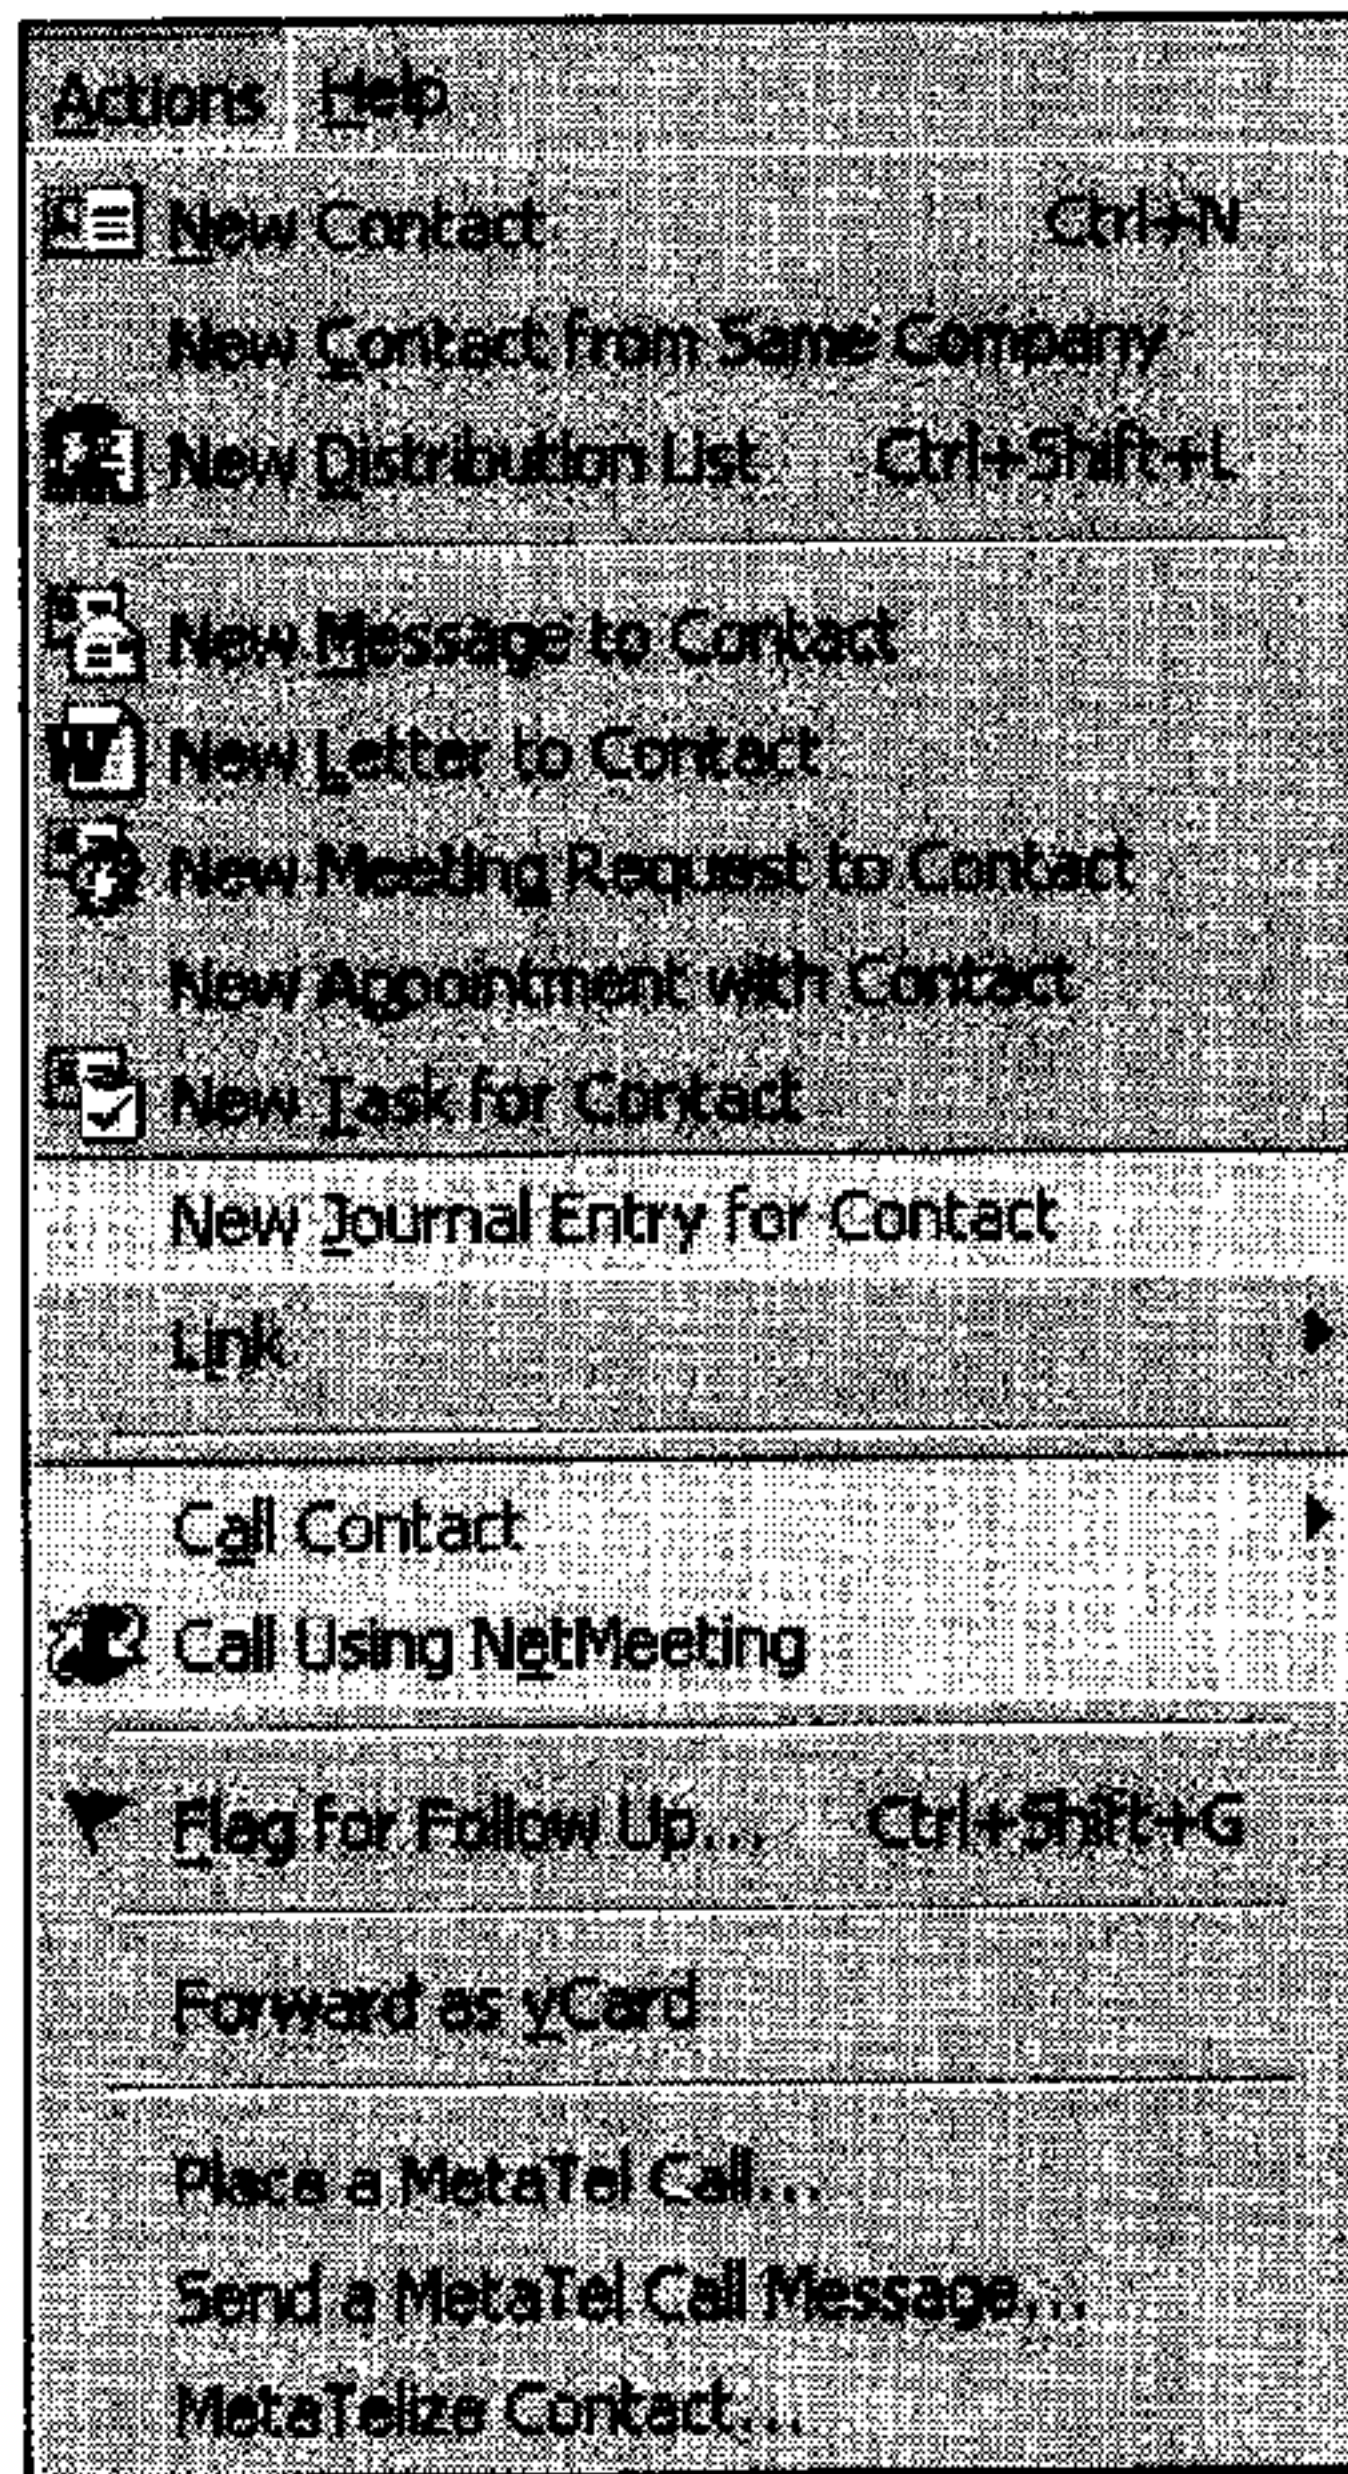 Actions Help
New Contact Ctrl+N
New Contact from Same Company
New Distribution List Ctrl+Shift+L
New Message to Contact
New Letter to Contact
New Meeting Request to Contact
New Appointment with Contact
New Task for Contact
New Journal Entry for Contact
Link
Call Contact
Call Using NetMeeting
Flag for Follow Up... Ctrl+Shift+G
Forward as vCard
Place a MetaTel Call...
Send a MetaTel Call Message...
MetaTelize Contact...